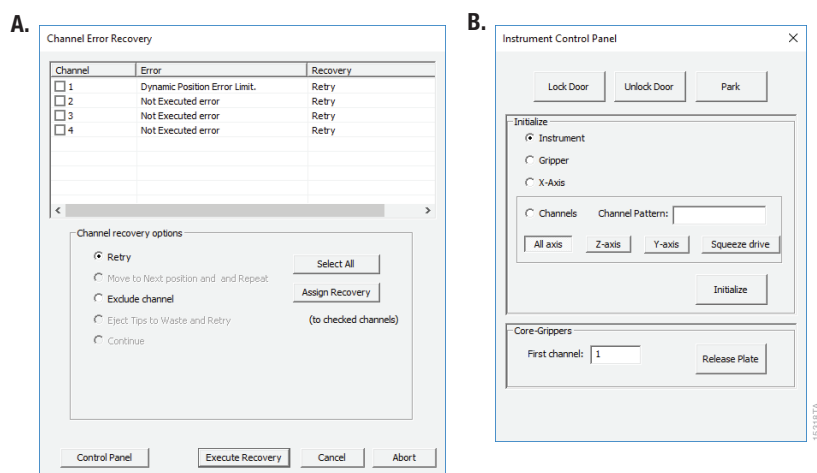 A.
Channel Error Recovery
Channel Error Recovery
1 Dynamic Position Error Limit. Retry
2 Not Executed error Retry
3 Not Executed error Retry
4 Not Executed error Retry
Channel recovery options
Retry
Move to Next position and and Repeat
Exclude channel
Eject Tips to Waste and Retry
Continue
Select All
Assign Recovery
(to checked channels)
Control Panel Execute Recovery Cancel Abort
B.
Instrument Control Panel
Lock Door Unlock Door Park
Initialize
Instrument
Gripper
X-Axis
Channels Channel Pattern:
All axis Z-axis Y-axis Squeeze drive
Initialize
Core-Grippers
First channel: 1 Release Plate
15318TA